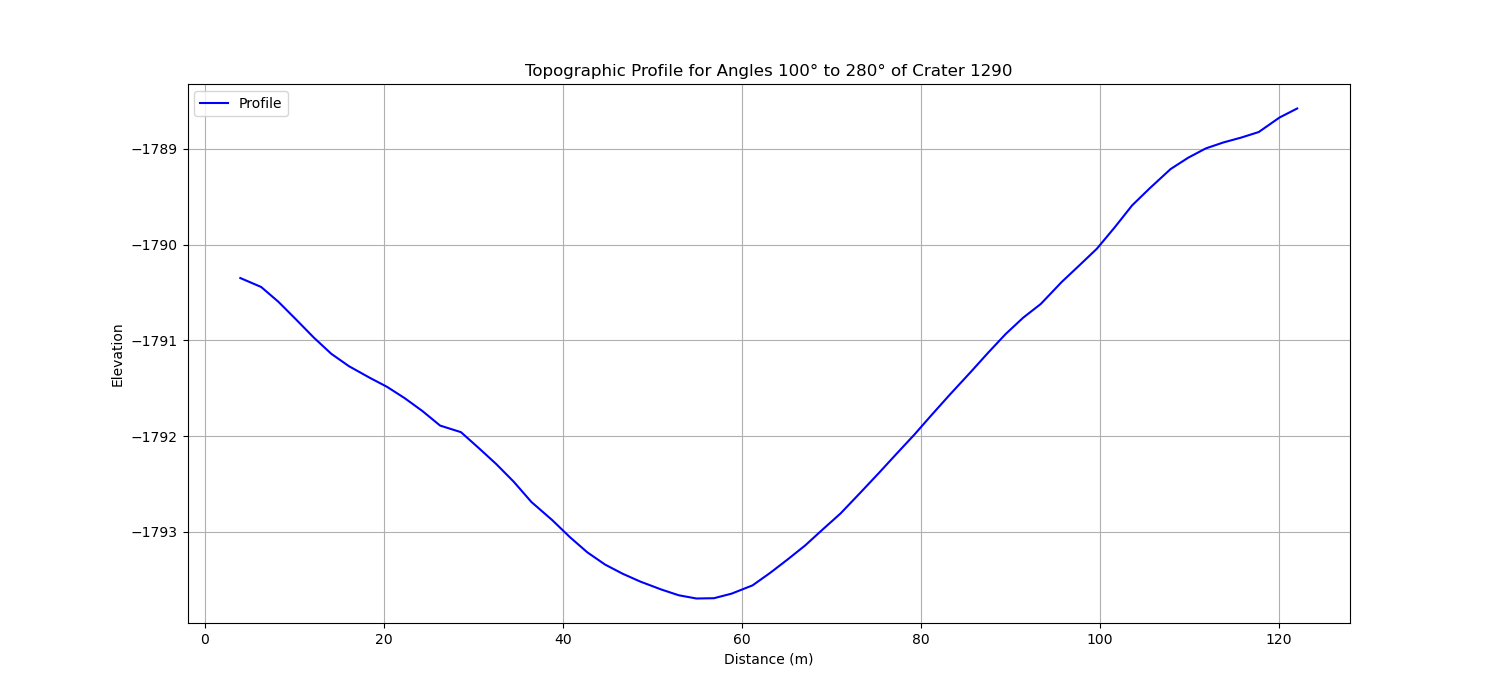 Topographic Profile for Angles 100° to 280° of Crater 1290
Profile
−1789
−1790
−1791
−1792
−1793
Elevation
0 20 40 60 80 100 120
Distance (m)